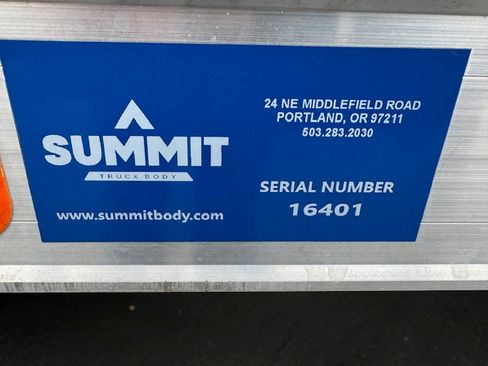 SUMMIT
TRUCK BODY
www.summitbody.com
24 NE MIDDLEFIELD ROAD
PORTLAND, OR 97211
503.283.2030
SERIAL NUMBER
16401